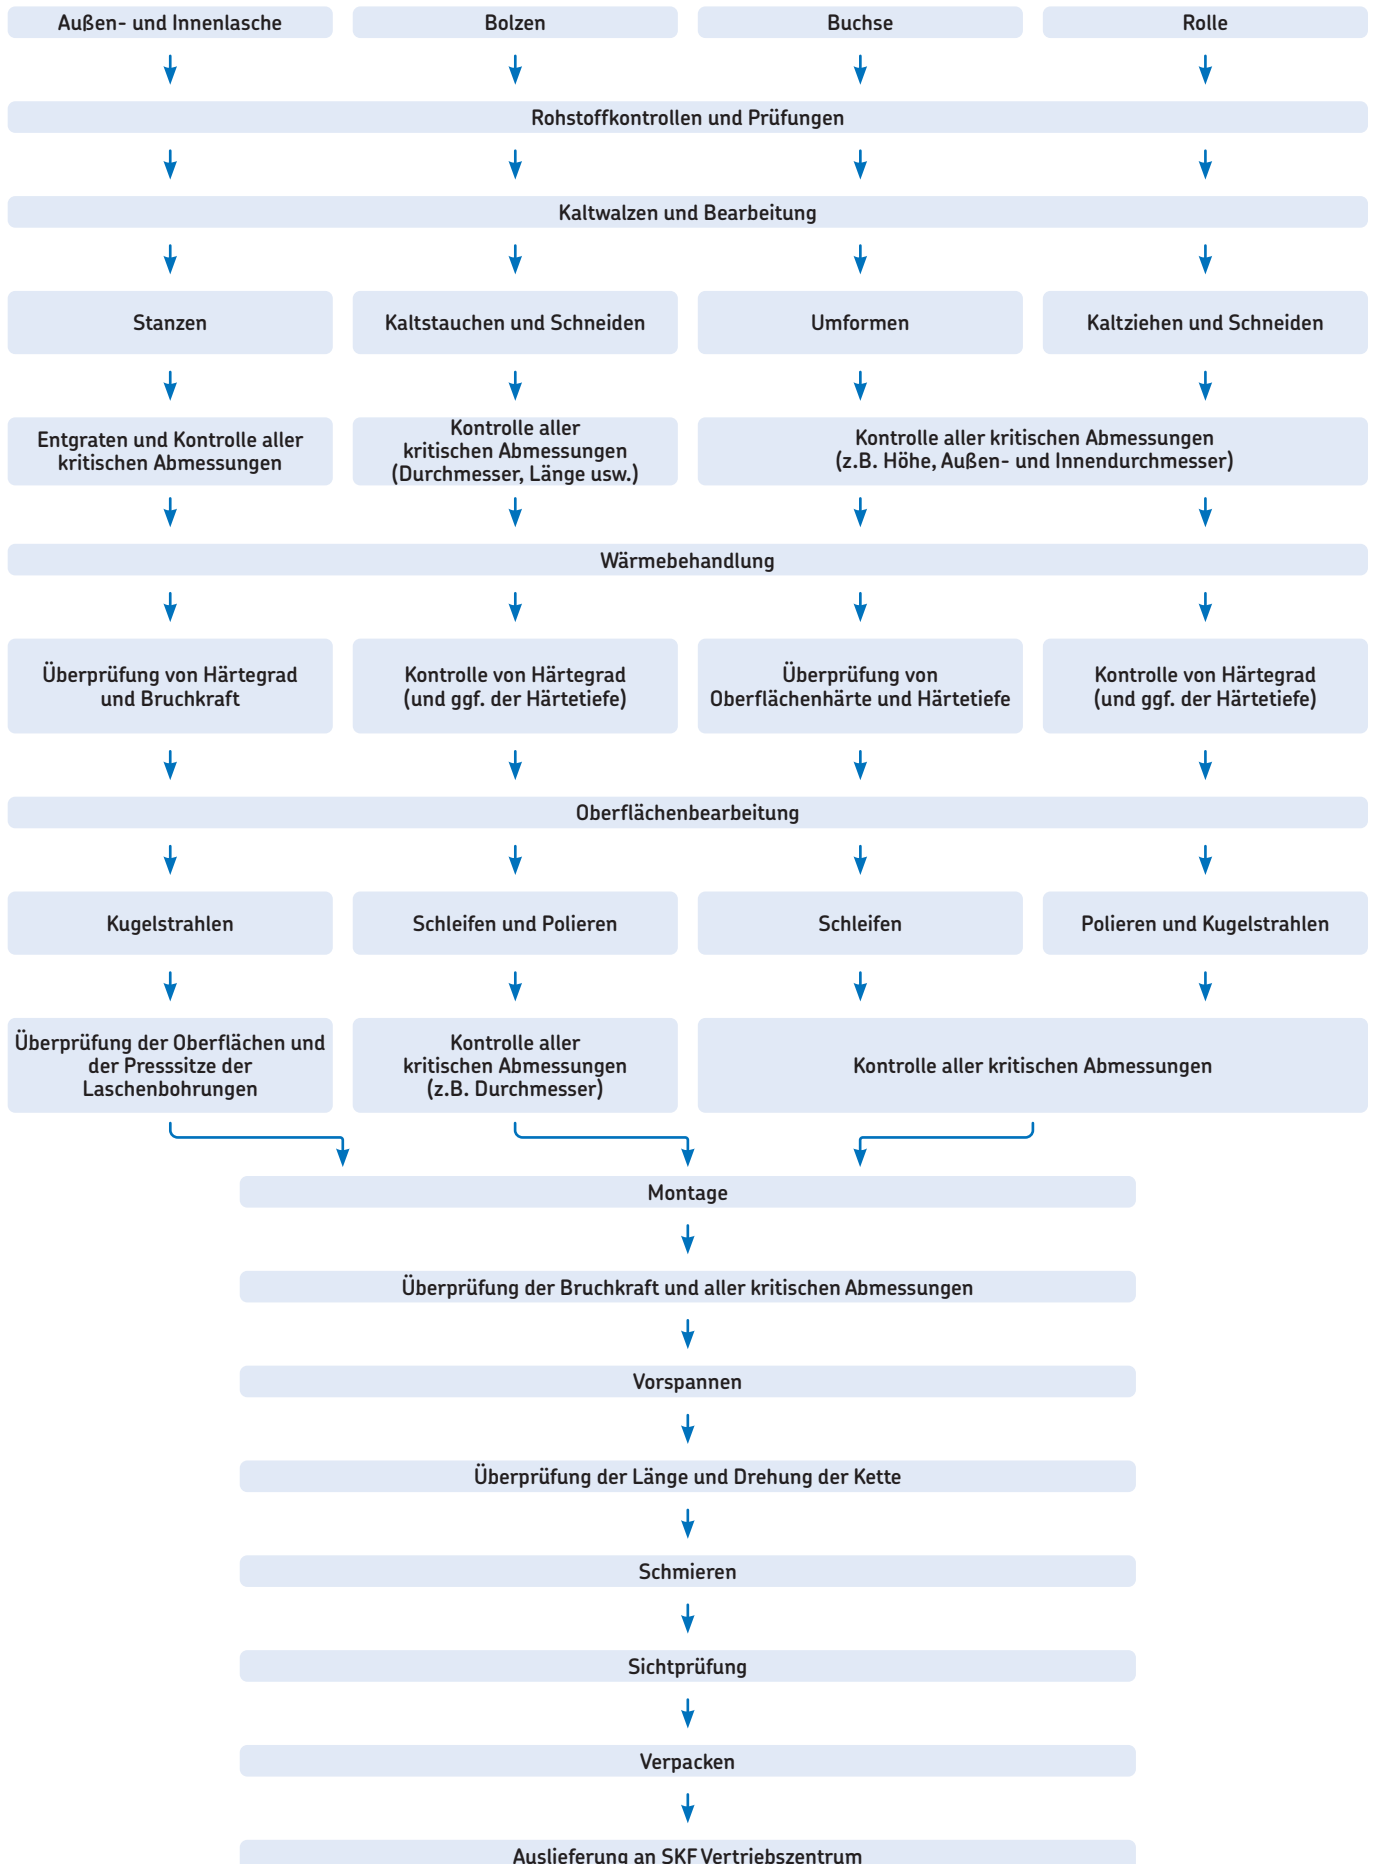 Außen- und Innenlasche
Bolzen
Buchse
Rolle
Rohstoffkontrollen und Prüfungen
Kaltwalzen und Bearbeitung
Stanzen
Kaltstauchen und Schneiden
Umformen
Kaltziehen und Schneiden
Entgraten und Kontrolle aller
kritischen Abmessungen
Kontrolle aller
kritischen Abmessungen
(Durchmesser, Länge usw.)
Kontrolle aller kritischen Abmessungen
(z.B. Höhe, Außen- und Innendurchmesser)
Wärmebehandlung
Überprüfung von Härtegrad
und Bruchkraft
Kontrolle von Härtegrad
(und ggf. der Härtetiefe)
Überprüfung von
Oberflächenhärte und Härtetiefe
Kontrolle von Härtegrad
(und ggf. der Härtetiefe)
Oberflächenbearbeitung
Kugelstrahlen
Schleifen und Polieren
Schleifen
Polieren und Kugelstrahlen
Überprüfung der Oberflächen und
der Presssitze der
Laschenbohrungen
Kontrolle aller
kritischen Abmessungen
(z.B. Durchmesser)
Kontrolle aller kritischen Abmessungen
Montage
Überprüfung der Bruchkraft und aller kritischen Abmessungen
Vorspannen
Überprüfung der Länge und Drehung der Kette
Schmieren
Sichtprüfung
Verpacken
Auslieferung an SKF Vertriebszentrum